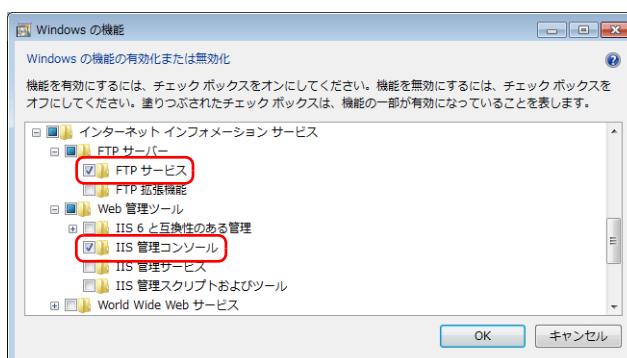 Windows の機能
Windows の機能の有効化または無効化
機能を有効にするには、チェック ボックスをオンにしてください。機能を無効にするには、チェック ボックスを
オフにしてください。塗りつぶされたチェック ボックスは、機能の一部が有効になっていることを表します。
インターネット インフォメーション サービス
FTP サーバー
FTP サービス
FTP 拡張機能
Web 管理ツール
IIS 6 と互換性のある管理
IIS 管理コンソール
IIS 管理サービス
IIS 管理スクリプトおよびツール
World Wide Web サービス
OK キャンセル